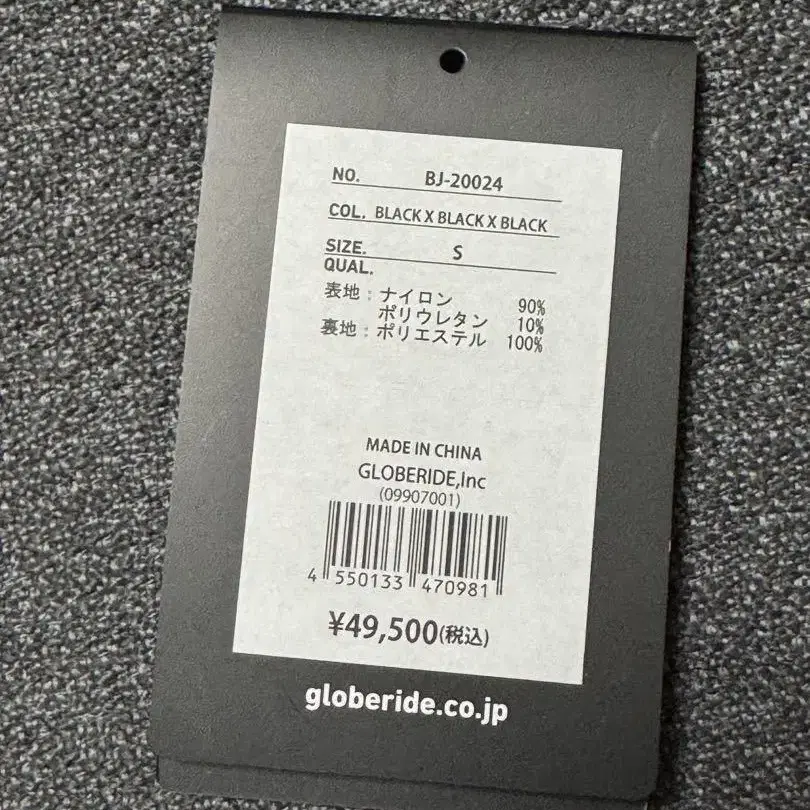 NO. BJ-20024
COL. BLACK X BLACK X BLACK
SIZE. S
QUAL.
表地：ナイロン 90%
ポリウレタン 10%
裏地：ポリエステル 100%
MADE IN CHINA
GLOBERIDE,Inc
(09907001)
4 550133 470981
¥49,500(税込)
globeride.co.jp